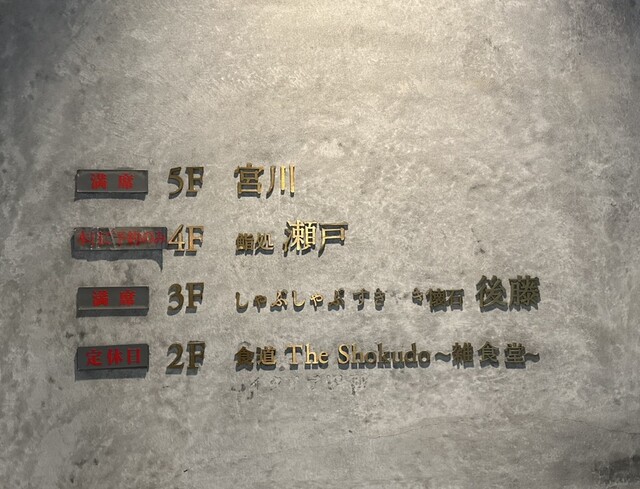 満席 5F 宮川
4F 鮨処 瀬戸
満席 3F しゃぶしゃぶ すき き懐石 後藤
定休日 2F 食道 The Shokudo～雑食堂～